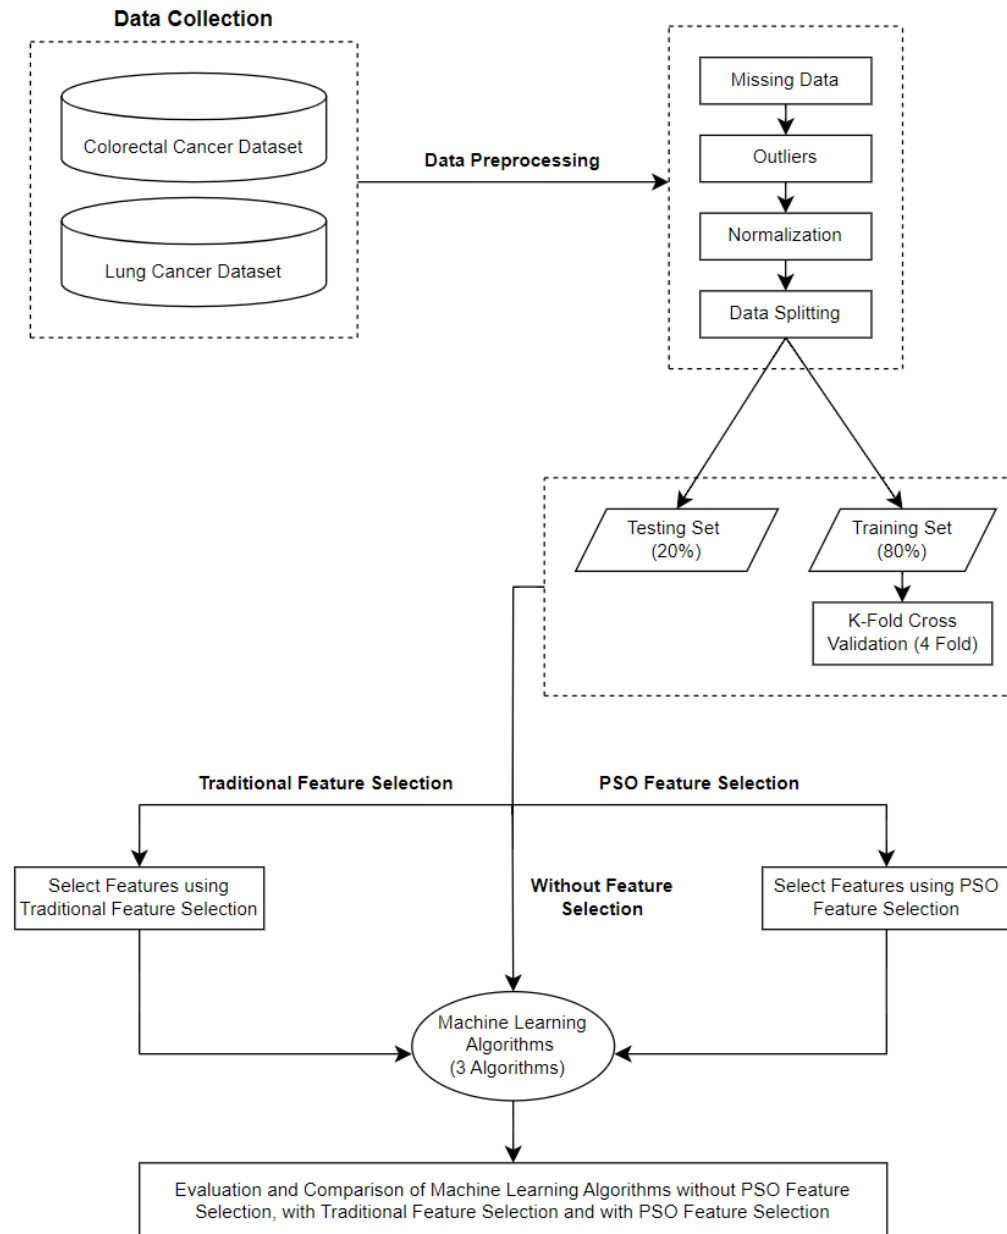 Data Collection
Colorectal Cancer Dataset
Lung Cancer Dataset
Data Preprocessing
Missing Data
Outliers
Normalization
Data Splitting
Testing Set
(20%)
Training Set
(80%)
K-Fold Cross
Validation (4 Fold)
Traditional Feature Selection
PSO Feature Selection
Select Features using
Traditional Feature Selection
Without Feature
Selection
Select Features using PSO
Feature Selection
Machine Learning
Algorithms
(3 Algorithms)
Evaluation and Comparison of Machine Learning Algorithms without PSO Feature
Selection, with Traditional Feature Selection and with PSO Feature Selection